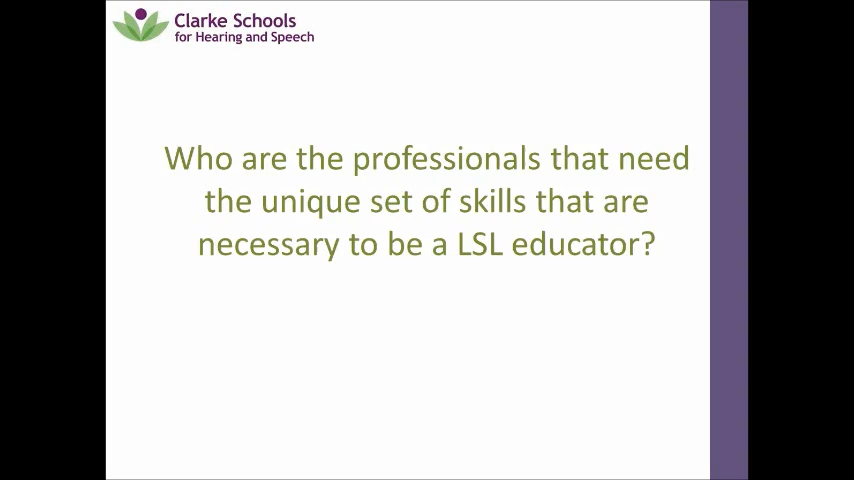 Clarke Schools
for Hearing and Speech
Who are the professionals that need
the unique set of skills that are
necessary to be a LSL educator?